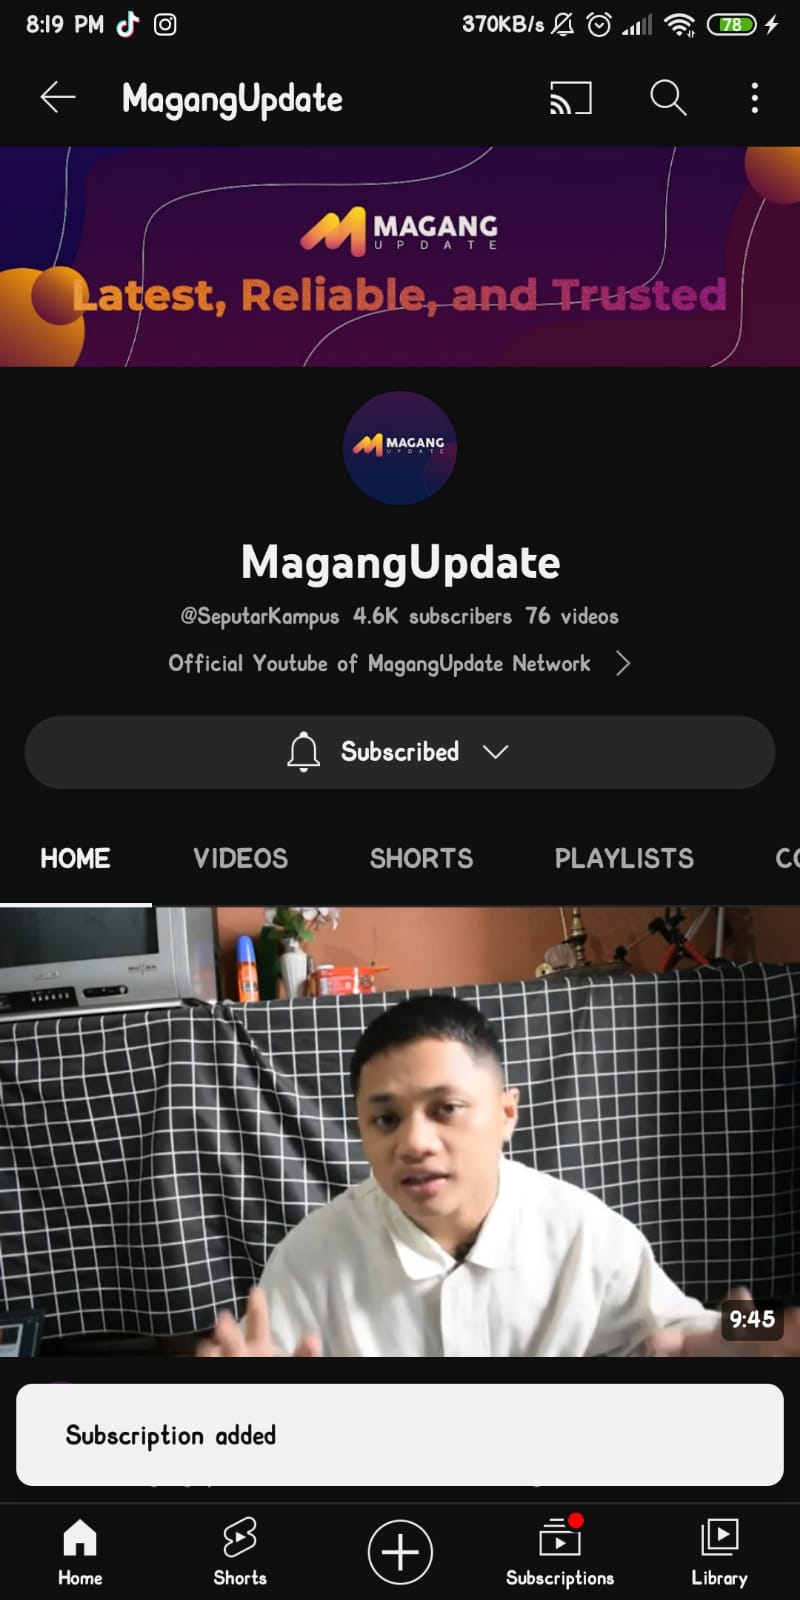 8:19 PM 370KB/s 78
MagangUpdate
MAGANG
UPDATE
Latest, Reliable, and Trusted
MAGANG
UPDATE
MagangUpdate
@SeputarKampus 4.6K subscribers 76 videos
Official Youtube of MagangUpdate Network
Subscribed
HOME VIDEOS SHORTS PLAYLISTS CO
9:45
Subscription added
Home Shorts Subscriptions Library